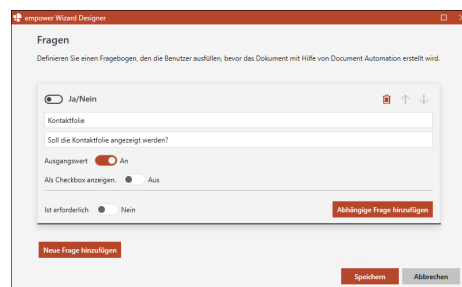 empower Wizard Designer
Fragen
Definieren Sie einen Fragebogen, den die Benutzer ausfüllen, bevor das Dokument mit Hilfe von Document Automation erstellt wird.
Ja/Nein
Kontaktfolie
Soll die Kontaktfolie angezeigt werden?
Ausgangswert An
Als Checkbox anzeigen. Aus
Ist erforderlich Nein Abhängige Frage hinzufügen
Neue Frage hinzufügen
Speichern Abbrechen